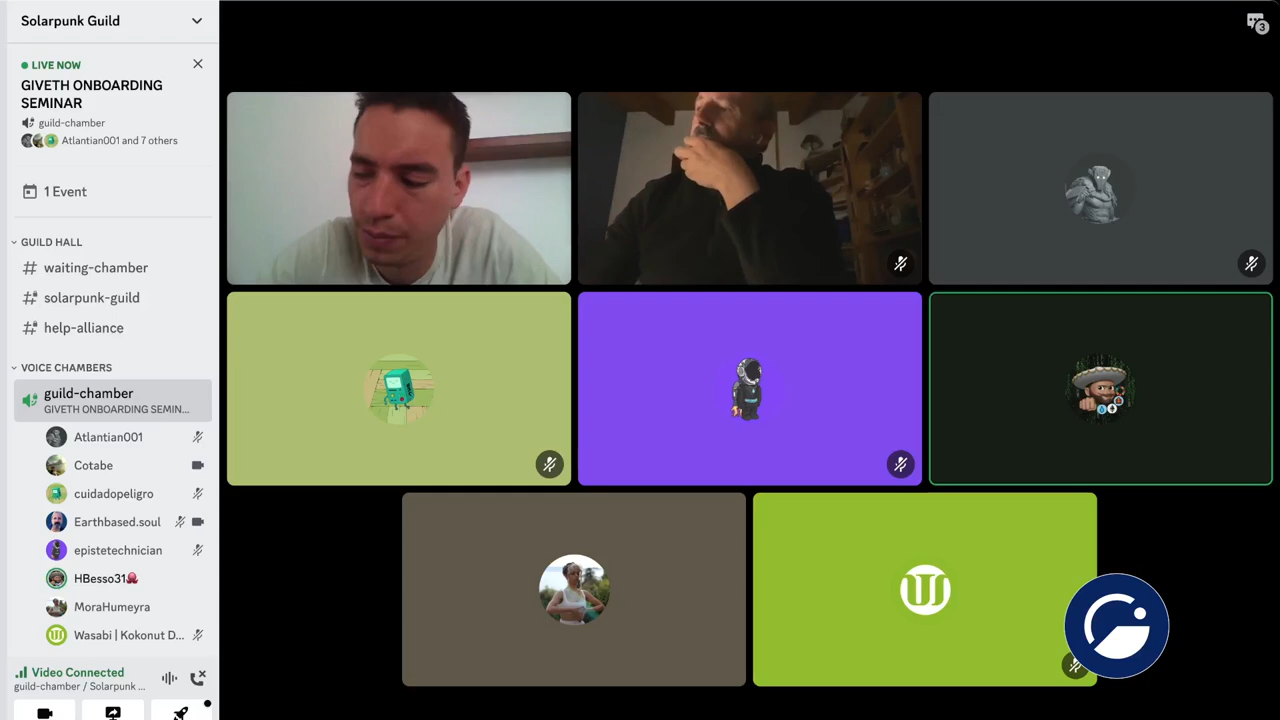 Solarpunk Guild
LIVE NOW
GIVETH ONBOARDING
SEMINAR
guild-chamber
Atlantian001 and 7 others
1 Event
GUILD HALL
waiting-chamber
solarpunk-guild
help-alliance
VOICE CHAMBERS
guild-chamber
GIVETH ONBOARDING SEMIN...
Atlantian001
Cotabe
cuidadopeligro
Earthbased.soul
epistetechnician
HBesso31
MoraHumeyra
Wasabi | Kokonut D...
Video Connected
guild-chamber / Solarpunk ...
3